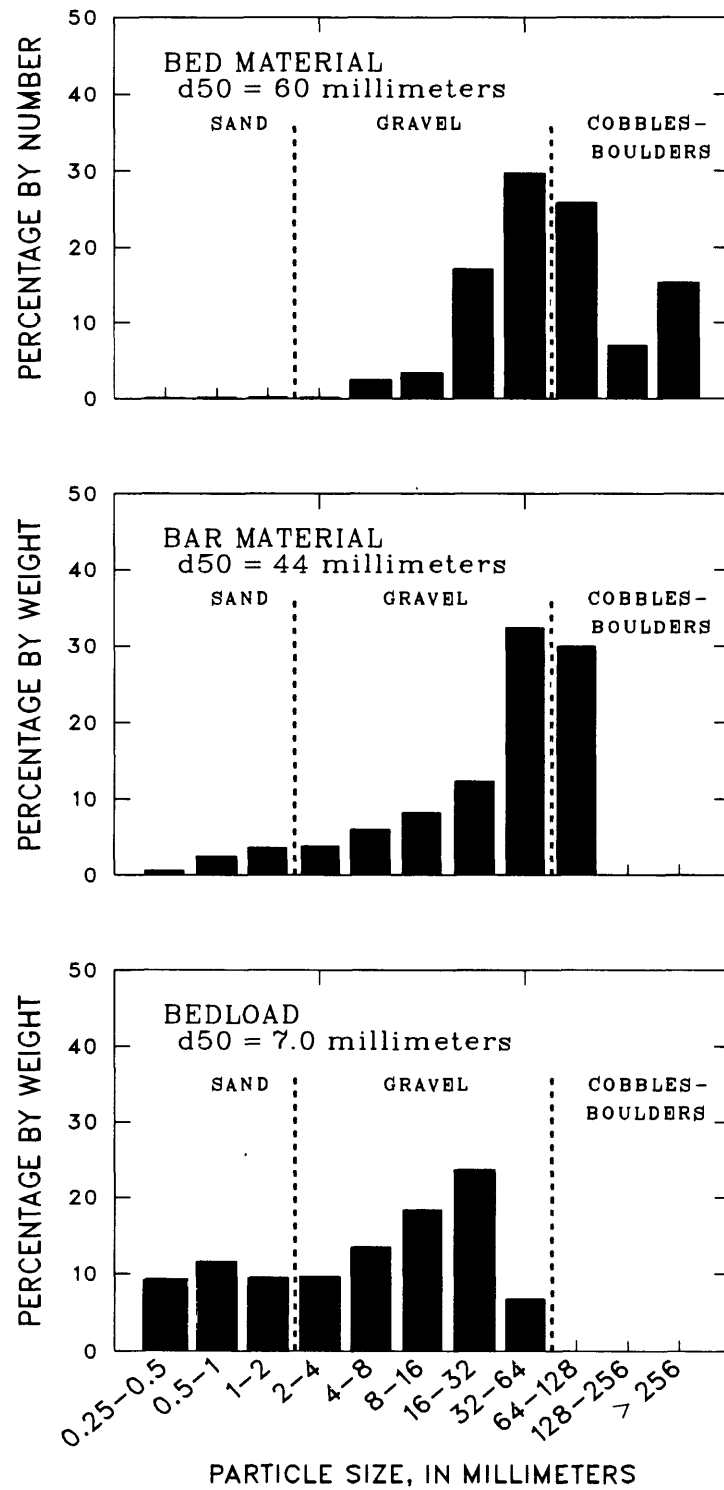 PERCENTAGE BY NUMBER
50
40
30
20
10
0
BED MATERIAL
d50 = 60 millimeters
SAND
GRAVEL
COBBLES-
BOULDERS
PERCENTAGE BY WEIGHT
50
40
30
20
10
0
BAR MATERIAL
d50 = 44 millimeters
SAND
GRAVEL
COBBLES-
BOULDERS
PERCENTAGE BY WEIGHT
50
40
30
20
10
0
BEDLOAD
d50 = 7.0 millimeters
SAND
GRAVEL
COBBLES-
BOULDERS
0.25-0.5
0.5-1
1-2
2-4
4-8
8-16
16-32
32-64
64-128
128-256
> 256
PARTICLE SIZE, IN MILLIMETERS